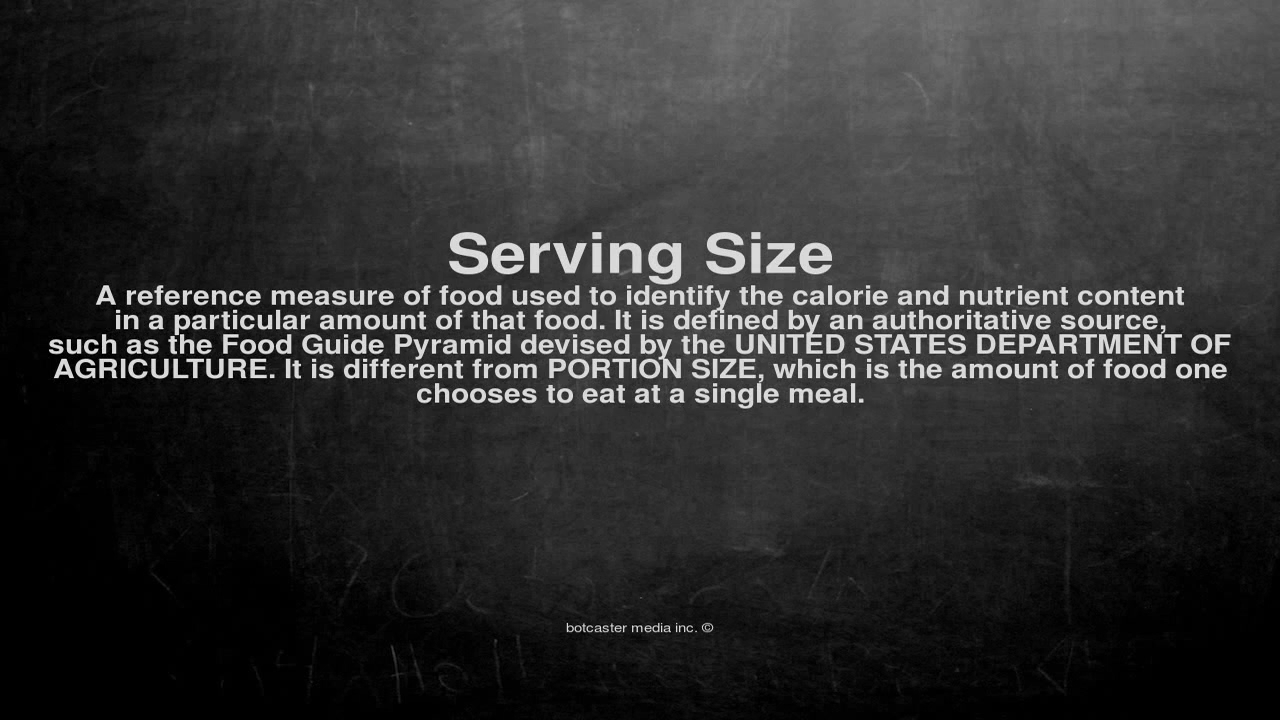 Serving Size
A reference measure of food used to identify the calorie and nutrient content
in a particular amount of that food. It is defined by an authoritative source,
such as the Food Guide Pyramid devised by the UNITED STATES DEPARTMENT OF
AGRICULTURE. It is different from PORTION SIZE, which is the amount of food one
chooses to eat at a single meal.
botcaster media inc. ©